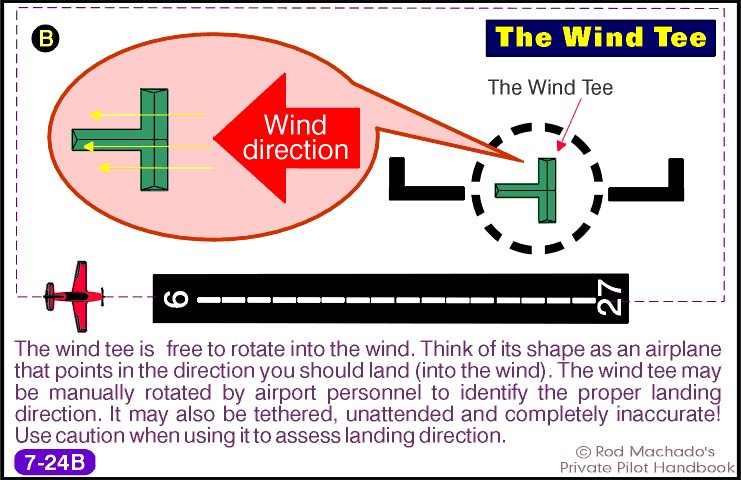 B
The Wind Tee
The Wind Tee
Wind
direction
9
27
The wind tee is free to rotate into the wind. Think of its shape as an airplane
that points in the direction you should land (into the wind). The wind tee may
be manually rotated by airport personnel to identify the proper landing
direction. It may also be tethered, unattended and completely inaccurate!
Use caution when using it to assess landing direction.
7-24B
© Rod Machado's
Private Pilot Handbook